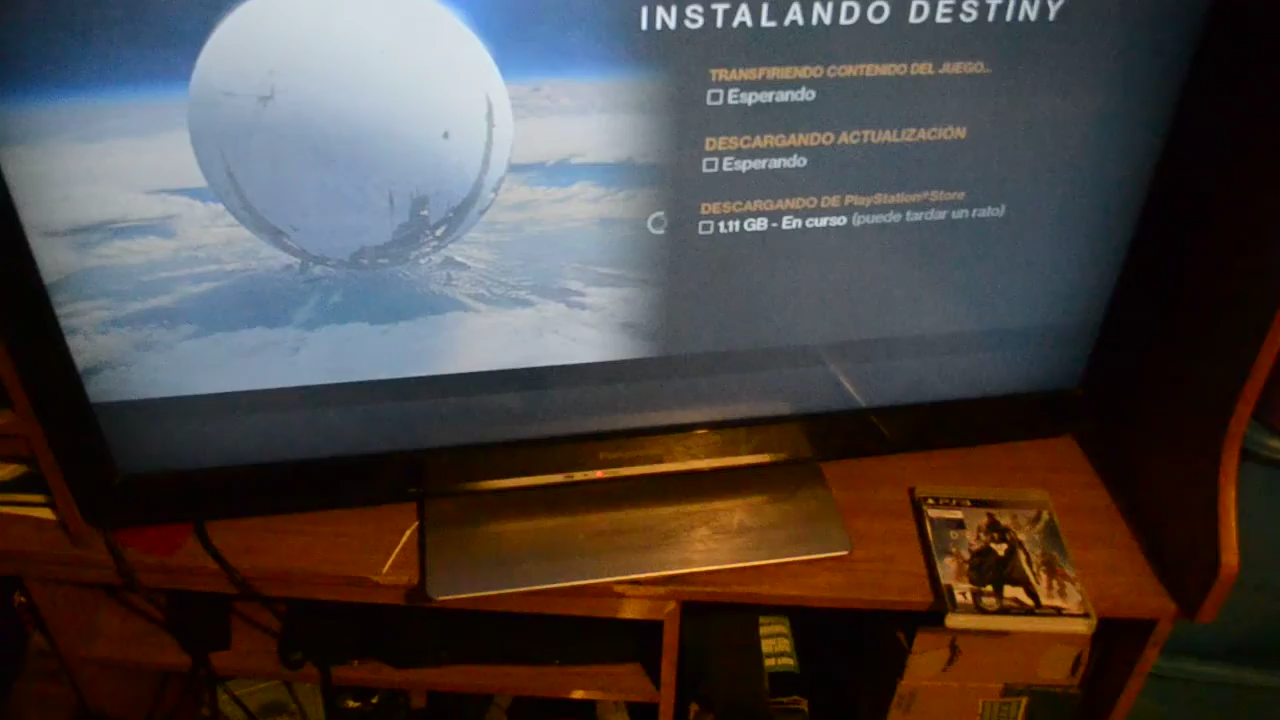 INSTALANDO DESTINY
TRANSFIRIENDO CONTENIDO DEL JUEGO...
Esperando
DESCARGANDO ACTUALIZACIÓN
Esperando
DESCARGANDO DE PlayStation®Store
1.11 GB - En curso (puede tardar un rato)
PS3